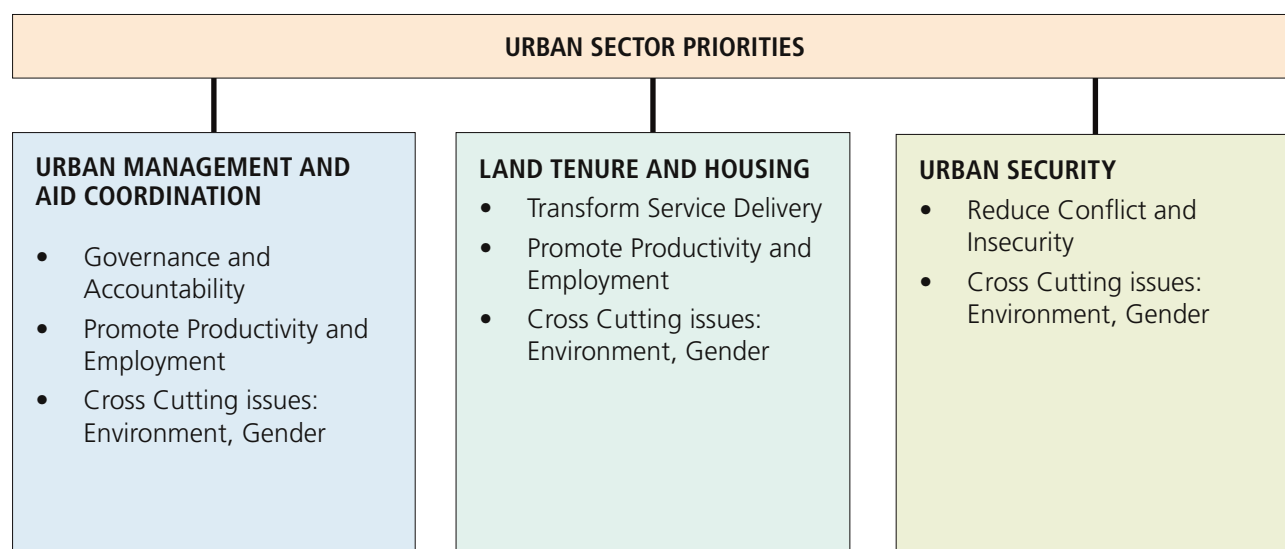 URBAN SECTOR PRIORITIES
URBAN MANAGEMENT AND
AID COORDINATION
• Governance and
Accountability
• Promote Productivity and
Employment
• Cross Cutting issues:
Environment, Gender
LAND TENURE AND HOUSING
• Transform Service Delivery
• Promote Productivity and
Employment
• Cross Cutting issues:
Environment, Gender
URBAN SECURITY
• Reduce Conflict and
Insecurity
• Cross Cutting issues:
Environment, Gender